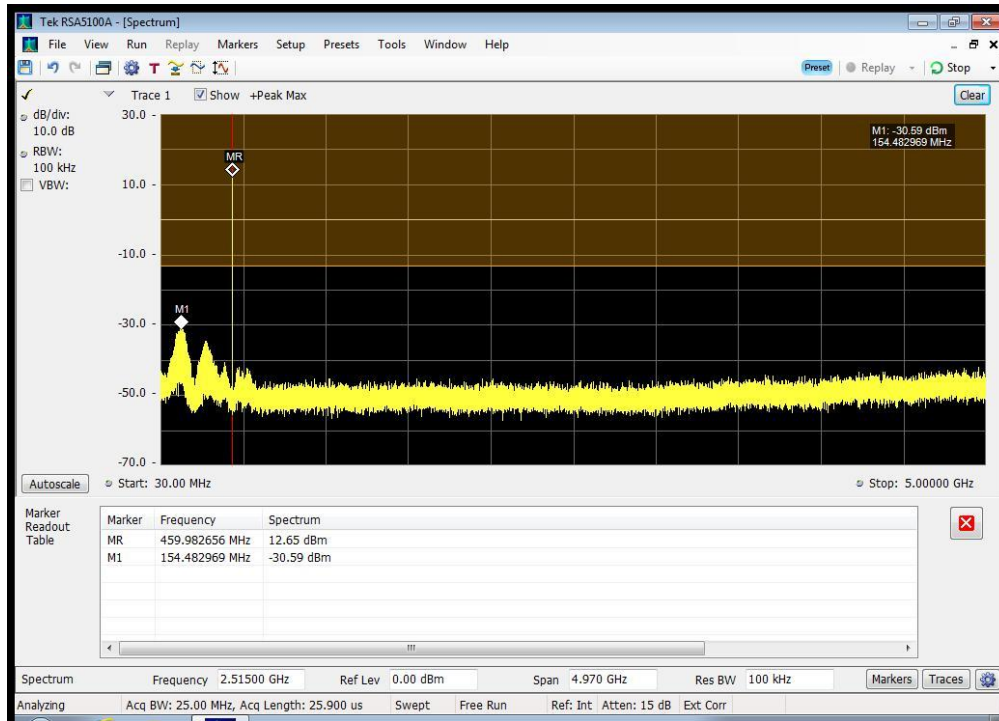 Tek RSA5100A - [Spectrum]
File View Run Replay Markers Setup Presets Tools Window Help
Preset Replay Stop
Trace 1 Show +Peak Max Clear
dB/div:
10.0 dB
RBW:
100 kHz
VBW:
30.0
10.0
-10.0
-30.0
-50.0
-70.0
M1: -30.59 dBm
154.482969 MHz
MR
M1
Autoscale Start: 30.00 MHz Stop: 5.00000 GHz
Marker
Readout
Table
Marker Frequency Spectrum
MR 459.982656 MHz 12.65 dBm
M1 154.482969 MHz -30.59 dBm
Spectrum Frequency 2.51500 GHz Ref Lev 0.00 dBm Span 4.970 GHz Res BW 100 kHz Markers Traces
Analyzing Acq BW: 25.00 MHz, Acq Length: 25.900 us Swept Free Run Ref: Int Atten: 15 dB Ext Corr